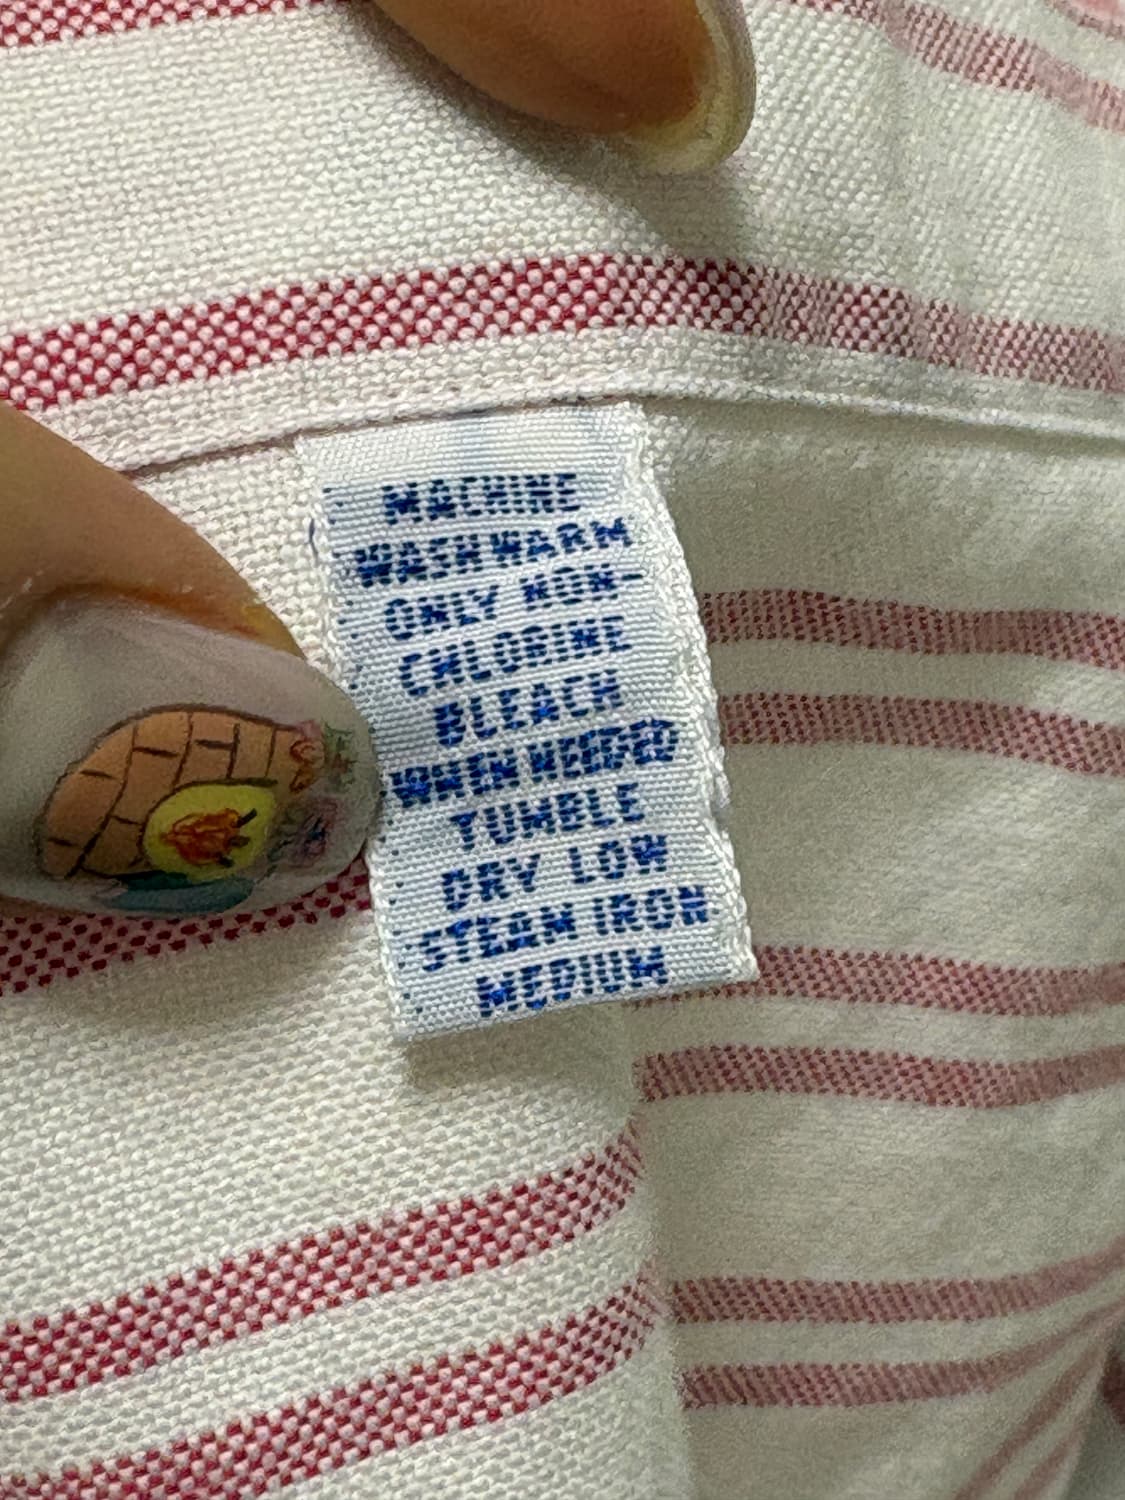 MACHINE
WASH WARM
ONLY NON-
CHLORINE
BLEACH
WHEN NEEDED
TUMBLE
DRY LOW
STEAM IRON
MEDIUM